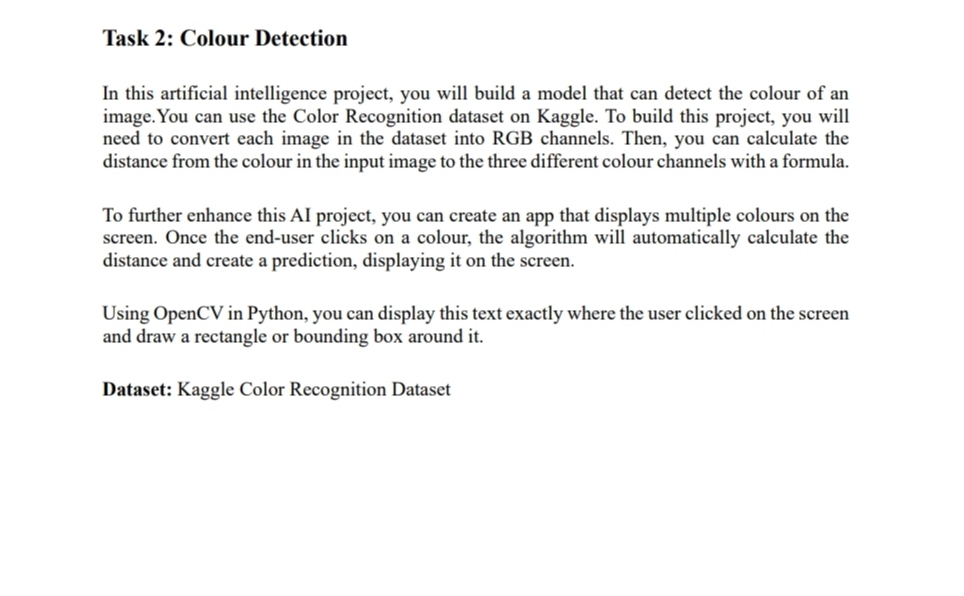 Task 2: Colour Detection
In this artificial intelligence project, you will build a model that can detect the colour of an
image.You can use the Color Recognition dataset on Kaggle. To build this project, you will
need to convert each image in the dataset into RGB channels. Then, you can calculate the
distance from the colour in the input image to the three different colour channels with a formula.
To further enhance this AI project, you can create an app that displays multiple colours on the
screen. Once the end-user clicks on a colour, the algorithm will automatically calculate the
distance and create a prediction, displaying it on the screen.
Using OpenCV in Python, you can display this text exactly where the user clicked on the screen
and draw a rectangle or bounding box around it.
Dataset: Kaggle Color Recognition Dataset